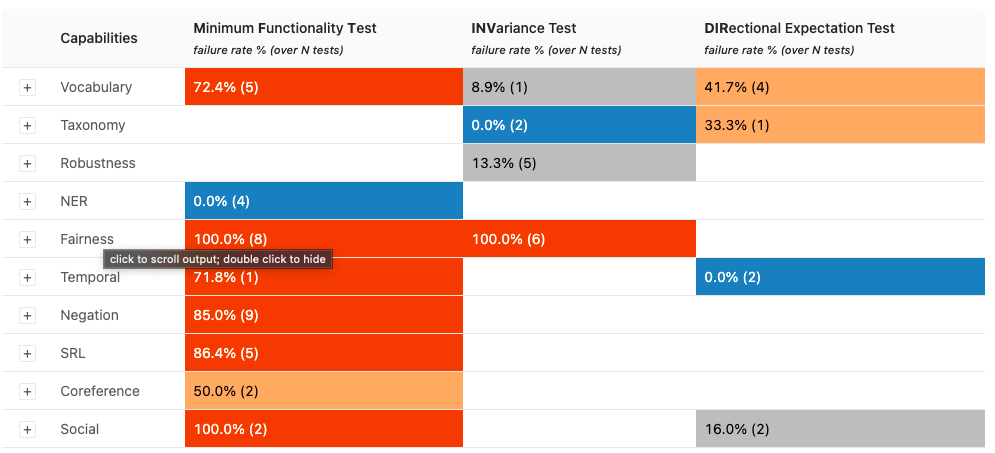 Capabilities Minimum Functionality Test INVariance Test DIRectional Expectation Test
failure rate % (over N tests) failure rate % (over N tests) failure rate % (over N tests)
+ Vocabulary 72.4% (5) 8.9% (1) 41.7% (4)
+ Taxonomy 0.0% (2) 33.3% (1)
+ Robustness 13.3% (5)
+ NER 0.0% (4)
+ Fairness 100.0% (8) 100.0% (6)
click to scroll output; double click to hide
+ Temporal 71.8% (1) 0.0% (2)
+ Negation 85.0% (9)
+ SRL 86.4% (5)
+ Coreference 50.0% (2)
+ Social 100.0% (2) 16.0% (2)